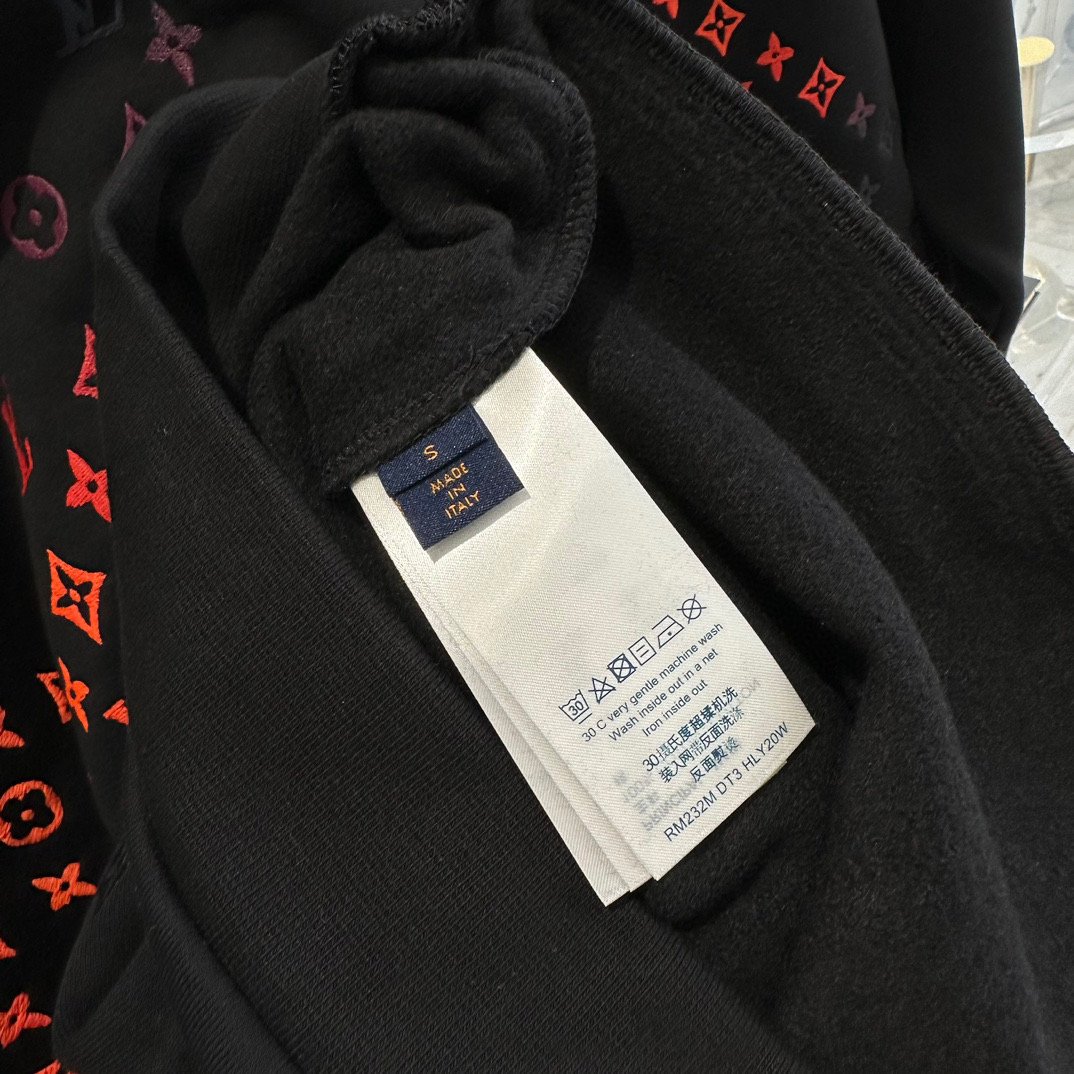 S
MADE
IN
ITALY
30
30 C very gentle machine wash
Wash inside out in a net
Iron inside out
30摄氏度超揉机洗
装入网带反面洗涤
反面熨烫
RM232M DT3 HLY20W